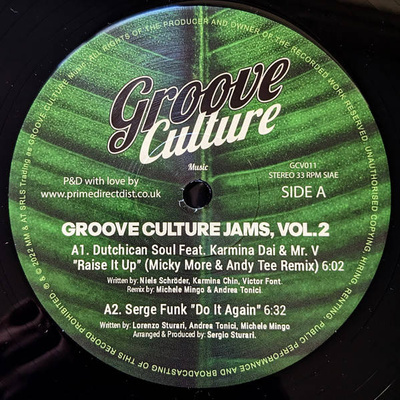 ALL RIGHTS OF THE PRODUCER AND OWNER OF THE RECORDED WORK RESERVED. UNAUTHORISED COPYING HIRING RENTING, PUBLIC PERFORMANCE AND BROADCASTING OF THIS RECORD PROHIBITED ℗ & © 2022 MM & AT SRLS Trading as GROOVE CULTURE MUSIC.
Groove
Culture
Music
P&D with love by
www.primedirectdist.co.uk
GCV011
STEREO 33 RPM SIAE
SIDE A
GROOVE CULTURE JAMS, VOL.2
A1. Dutchican Soul Feat. Karmina Dai & Mr. V
"Raise It Up" (Micky More & Andy Tee Remix) 6:02
Written by: Niels Schröder, Karmina Chin, Victor Font.
Remix by: Michele Mingo & Andrea Tonici.
A2. Serge Funk "Do It Again" 6:32
Written by: Lorenzo Sturari, Andrea Tonici, Michele Mingo
Arranged & Produced by: Sergio Sturari.